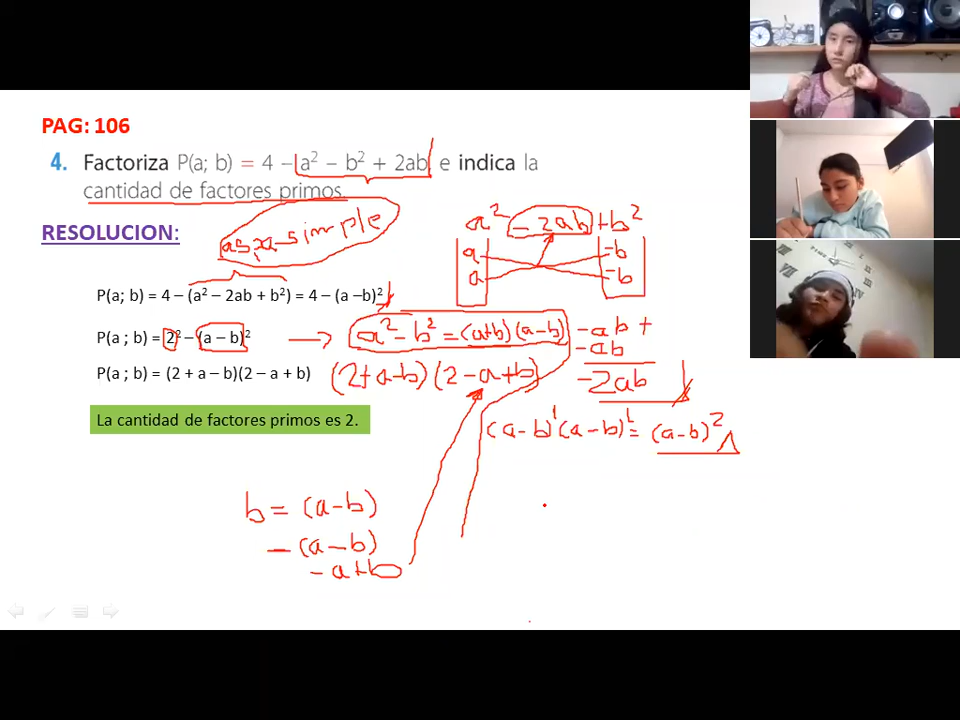 PAG: 106
4. Factoriza P(a; b) = 4 – a² – b² + 2ab e indica la
cantidad de factores primos.
RESOLUCION:
aspa simple
a² – 2ab + b²
a –b
a –b
P(a; b) = 4 – (a² – 2ab + b²) = 4 – (a –b)²
P(a ; b) = 2² – (a – b)²
a² – b² = (a+b)(a–b)
–ab +
–ab
–2ab
P(a ; b) = (2 + a – b)(2 – a + b)
(2+a–b)(2–a+b)
La cantidad de factores primos es 2.
(a–b)¹(a–b)¹ = (a–b)²
b = (a–b)
– (a – b)
– a+b